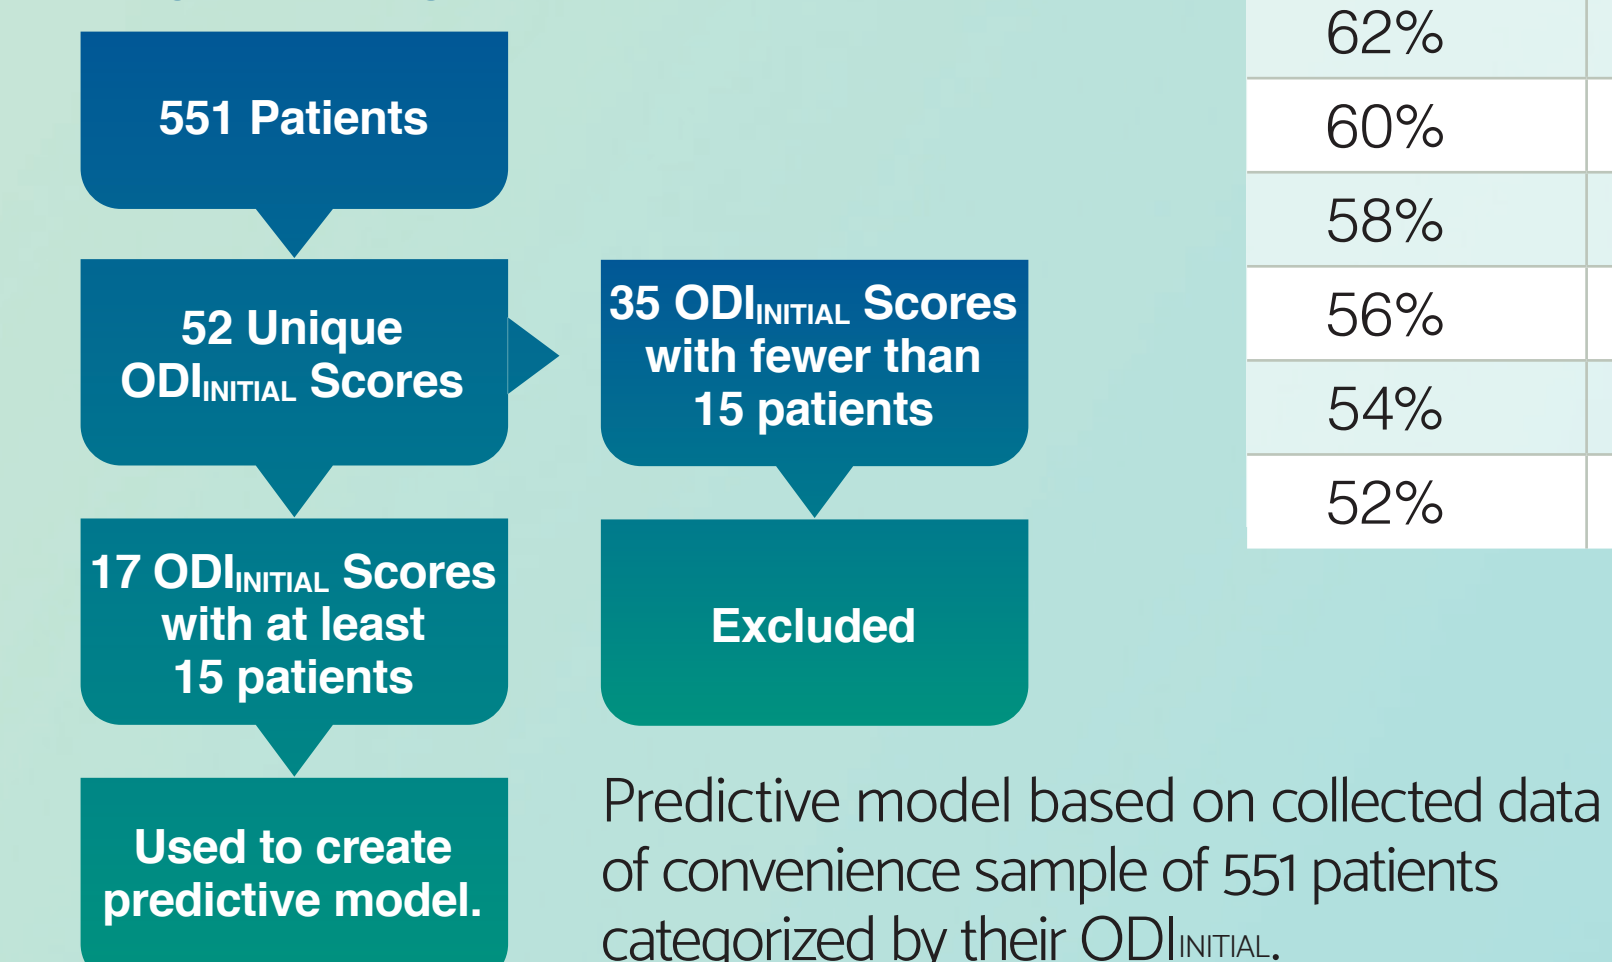 551 Patients
52 Unique
ODIINITIAL Scores
17 ODIINITIAL Scores
with at least
15 patients
Used to create
predictive model.
35 ODIINITIAL Scores
with fewer than
15 patients
Excluded
Predictive model based on collected data
of convenience sample of 551 patients
categorized by their ODIINITIAL.
62%
60%
58%
56%
54%
52%